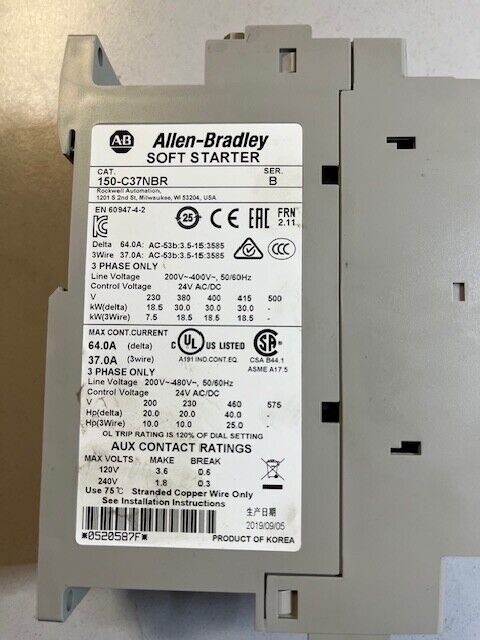 AB Allen-Bradley
SOFT STARTER
CAT. SER.
150-C37NBR B
Rockwell Automation,
1201 S 2nd St, Milwaukee, WI 53204, USA
EN 60947-4-2
25 CE EAC FRN 2.11
Delta 64.0A: AC-53b:3.5-15:3585
3Wire 37.0A: AC-53b:3.5-15:3585
CCC
3 PHASE ONLY
Line Voltage 200V~-400V~, 50/60Hz
Control Voltage 24V AC/DC
V 230 380 400 415 500
kW(delta) 18.5 30.0 30.0 30.0 -
kW(3Wire) 7.5 18.5 18.5 18.5 -
MAX CONT.CURRENT
64.0A (delta)
37.0A (3wire)
C UL US LISTED
A191 IND.CONT.EQ.
SA
CSA B44.1
ASME A17.5
3 PHASE ONLY
Line Voltage 200V~-480V~, 50/60Hz
Control Voltage 24V AC/DC
V 200 230 460 575
Hp(delta) 20.0 20.0 40.0 -
Hp(3Wire) 10.0 10.0 25.0 -
OL TRIP RATING IS 120% OF DIAL SETTING
AUX CONTACT RATINGS
MAX VOLTS MAKE BREAK
120V 3.6 0.6
240V 1.8 0.3
Use 75℃ Stranded Copper Wire Only
See Installation Instructions
生产日期
2019/09/05
*0520587F*
PRODUCT OF KOREA